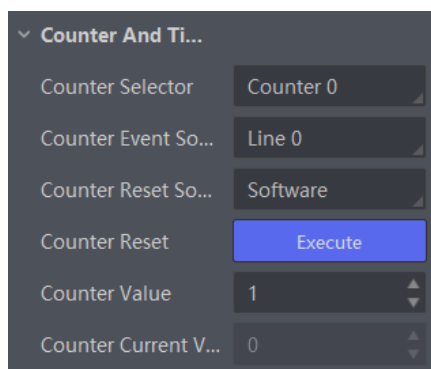 Counter And Ti...
Counter Selector Counter 0
Counter Event So... Line 0
Counter Reset So... Software
Counter Reset Execute
Counter Value 1
Counter Current V... 0